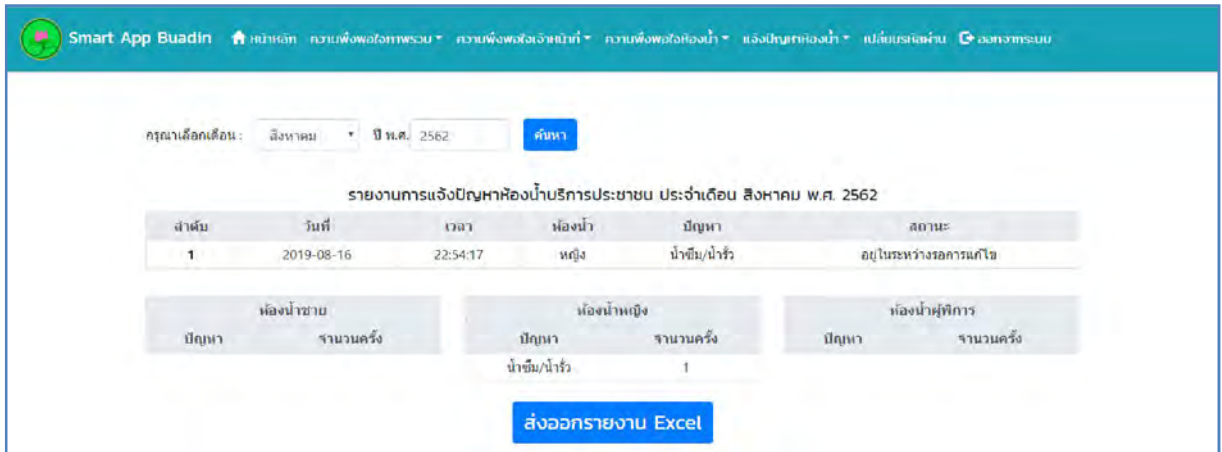 Smart App Buadin หน้าหลัก ความพึงพอใจภาพรวม ความพึงพอใจเจ้าหน้าที่ ความพึงพอใจห้องน้ำ แจ้งปัญหาห้องน้ำ เปลี่ยนรหัสผ่าน ออกจากระบบ
กรุณาเลือกเดือน : สิงหาคม ปี พ.ศ. 2562 ค้นหา
รายงานการแจ้งปัญหาห้องน้ำบริการประชาชน ประจำเดือน สิงหาคม พ.ศ. 2562
ลำดับ วันที่ เวลา ห้องน้ำ ปัญหา สถานะ
1 2019-08-16 22:54:17 หญิง น้ำซึม/น้ำรั่ว อยู่ในระหว่างรอการแก้ไข
ห้องน้ำชาย ห้องน้ำหญิง ห้องน้ำผู้พิการ
ปัญหา จำนวนครั้ง ปัญหา จำนวนครั้ง ปัญหา จำนวนครั้ง
น้ำซึม/น้ำรั่ว 1
ส่งออกรายงาน Excel